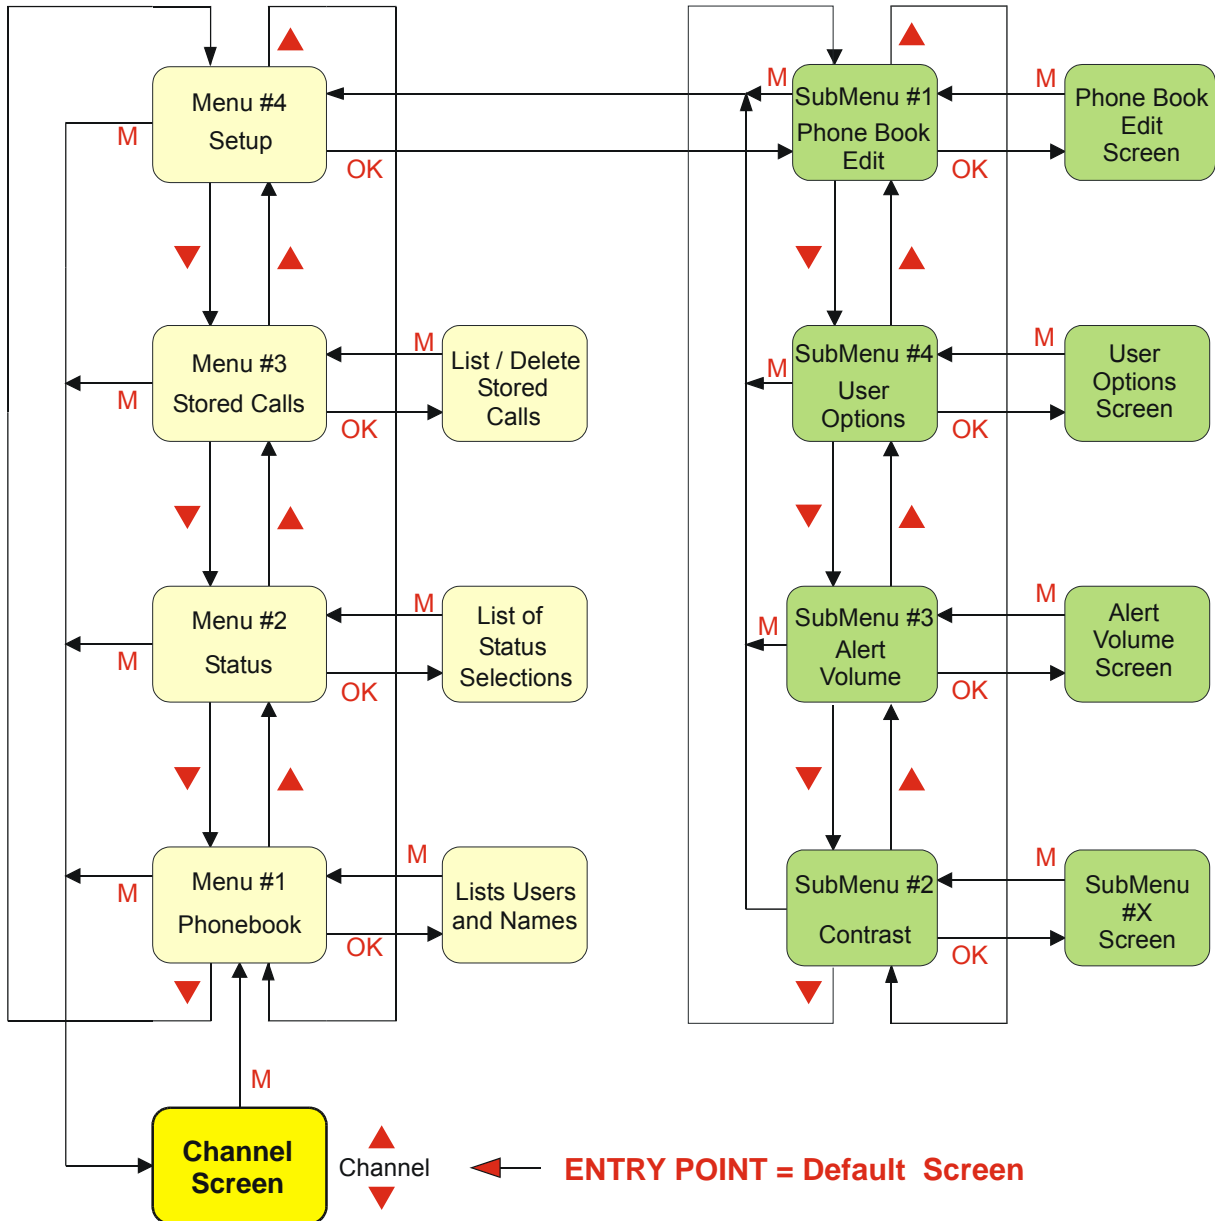 Menu #4
Setup
M
OK
M
SubMenu #1
Phone Book
Edit
M
OK
Phone Book
Edit
Screen
Menu #3
Stored Calls
M
M
OK
List / Delete
Stored
Calls
M
SubMenu #4
User
Options
M
OK
User
Options
Screen
Menu #2
Status
M
M
OK
List of
Status
Selections
M
SubMenu #3
Alert
Volume
M
OK
Alert
Volume
Screen
Menu #1
Phonebook
M
M
OK
Lists Users
and Names
SubMenu #2
Contrast
M
OK
SubMenu
#X
Screen
M
Channel
Screen
Channel
ENTRY POINT = Default Screen